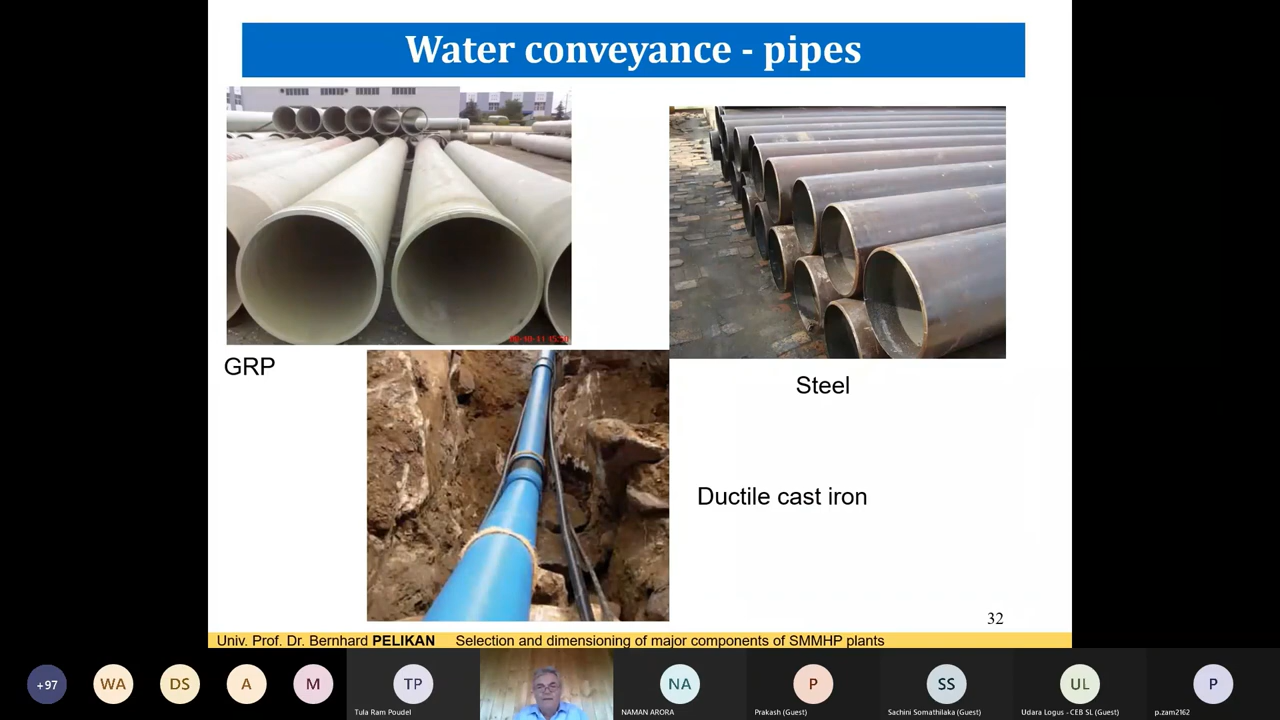 Water conveyance - pipes
GRP
Steel
Ductile cast iron
32
Univ. Prof. Dr. Bernhard PELIKAN Selection and dimensioning of major components of SMMHP plants
+97
WA
DS
A
M
TP
NA
P
SS
UL
P
Tula Ram Poudel
NAMAN ARORA
Prakash (Guest)
Sachini Somathilaka (Guest)
Udara Logus - CEB SL (Guest)
p.zam2162